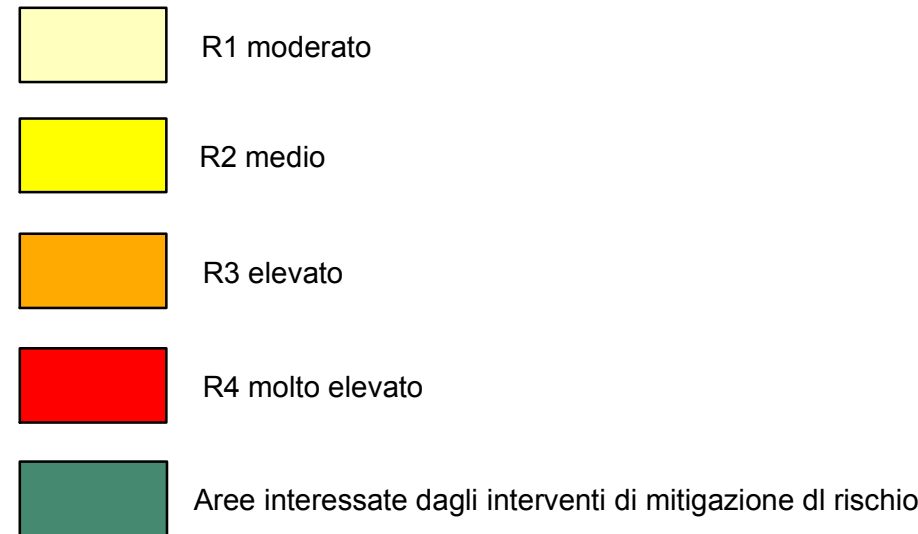 R1 moderato
R2 medio
R3 elevato
R4 molto elevato
Aree interessate dagli interventi di mitigazione dl rischio